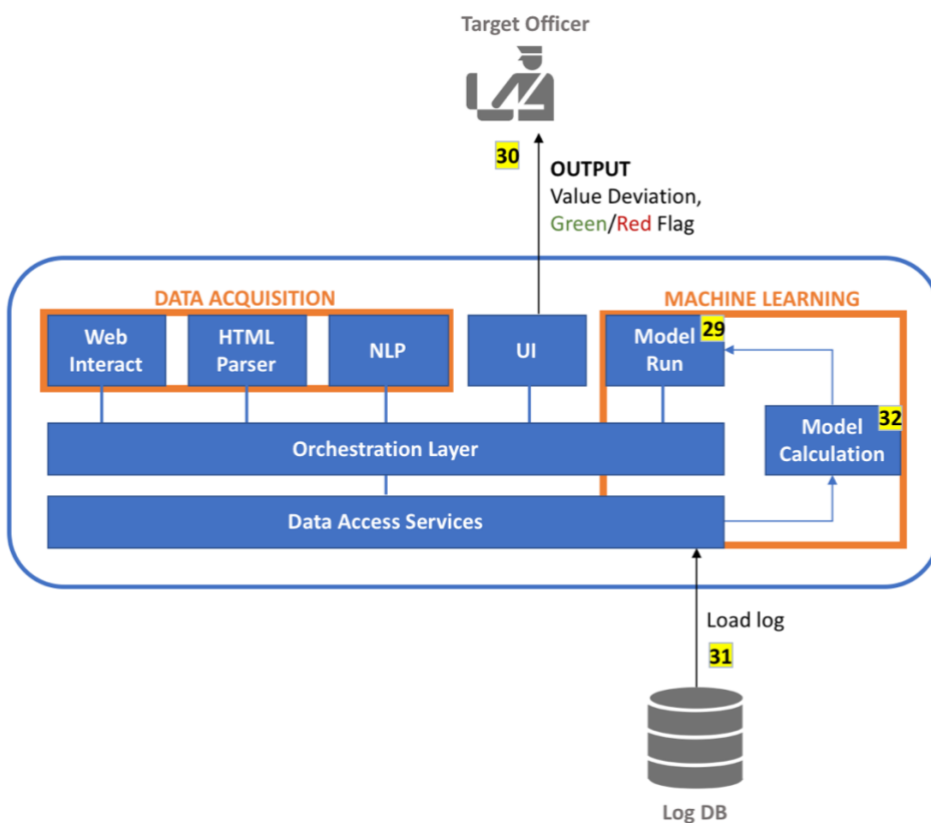 Target Officer
30
OUTPUT
Value Deviation,
Green/Red Flag
DATA ACQUISITION
MACHINE LEARNING
Web
Interact
HTML
Parser
NLP
UI
Model
Run
29
Model
Calculation
32
Orchestration Layer
Data Access Services
Load log
31
Log DB